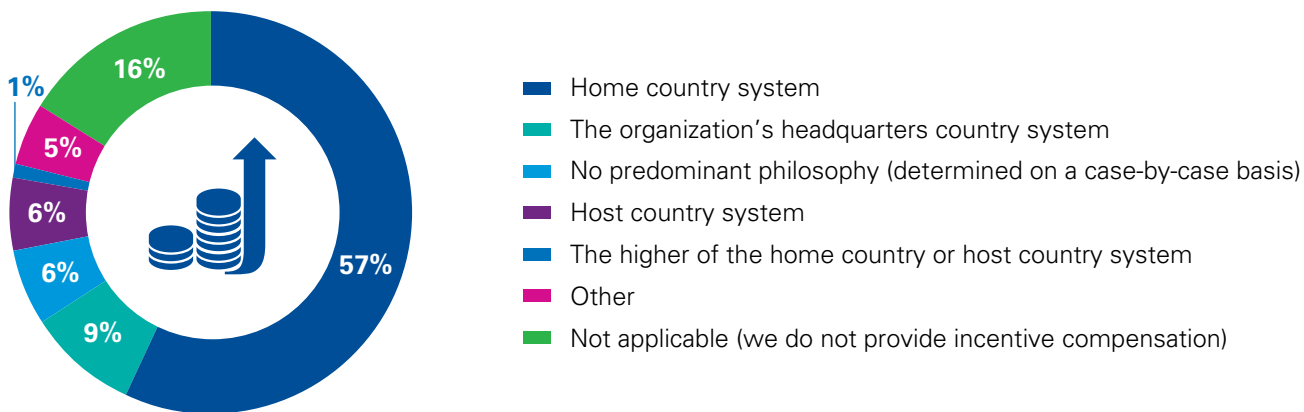 16%
1%
5%
6%
6%
9%
57%
Home country system
The organization’s headquarters country system
No predominant philosophy (determined on a case-by-case basis)
Host country system
The higher of the home country or host country system
Other
Not applicable (we do not provide incentive compensation)